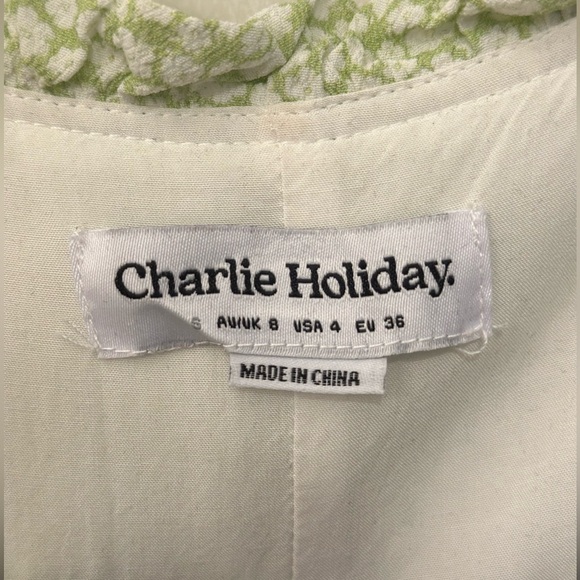 Charlie Holiday.
S AU/UK 8 USA 4 EU 36
MADE IN CHINA